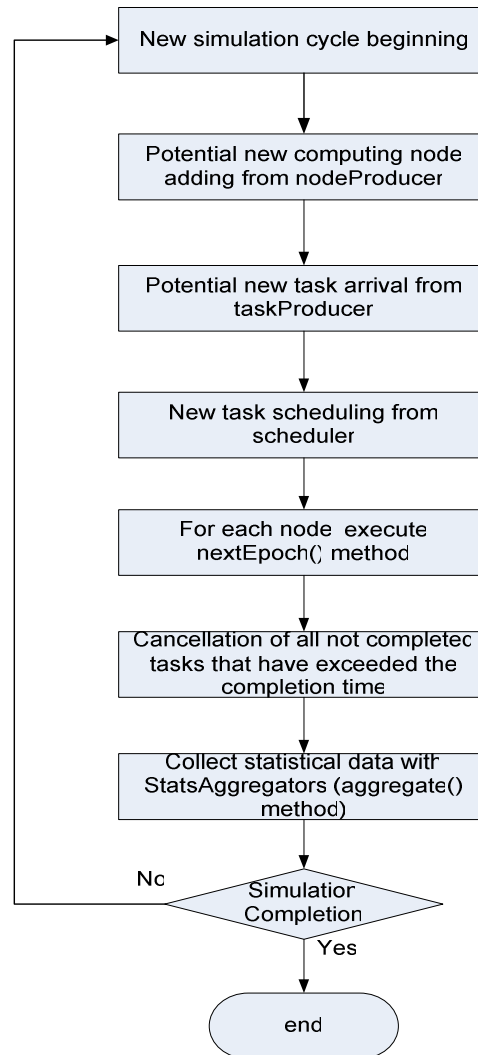 New simulation cycle beginning
Potential new computing node
adding from nodeProducer
Potential new task arrival from
taskProducer
New task scheduling from
scheduler
For each node execute
nextEpoch() method
Cancellation of all not completed
tasks that have exceeded the
completion time
Collect statistical data with
StatsAggregators (aggregate()
method)
No
Simulation
Completion
Yes
end